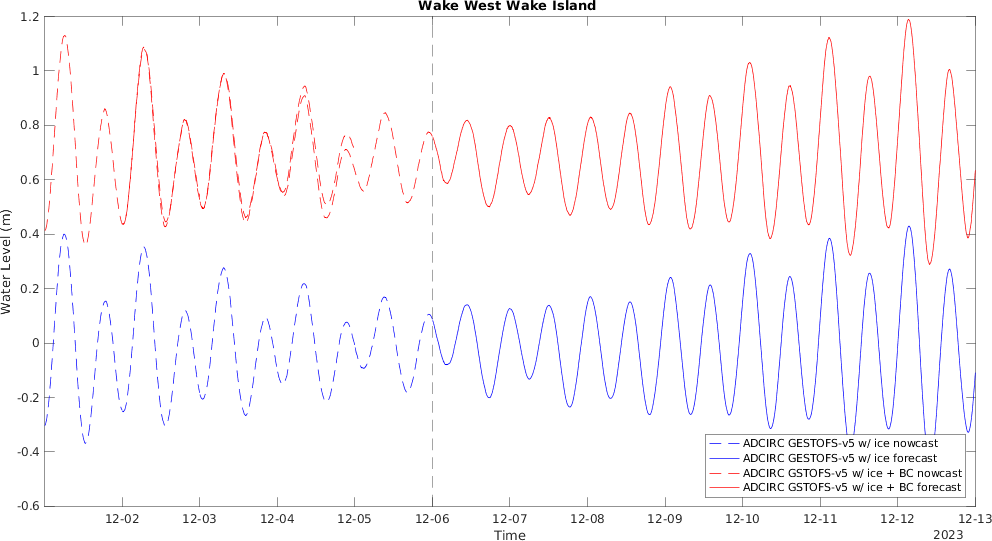 Wake West Wake Island
1.2
1
0.8
0.6
0.4
0.2
0
-0.2
-0.4
-0.6
Water Level (m)
ADCIRC GESTOFS-v5 w/ ice nowcast
ADCIRC GESTOFS-v5 w/ ice forecast
ADCIRC GSTOFS-v5 w/ ice + BC nowcast
ADCIRC GSTOFS-v5 w/ ice + BC forecast
12-02 12-03 12-04 12-05 12-06 12-07 12-08 12-09 12-10 12-11 12-12 12-13
Time
2023